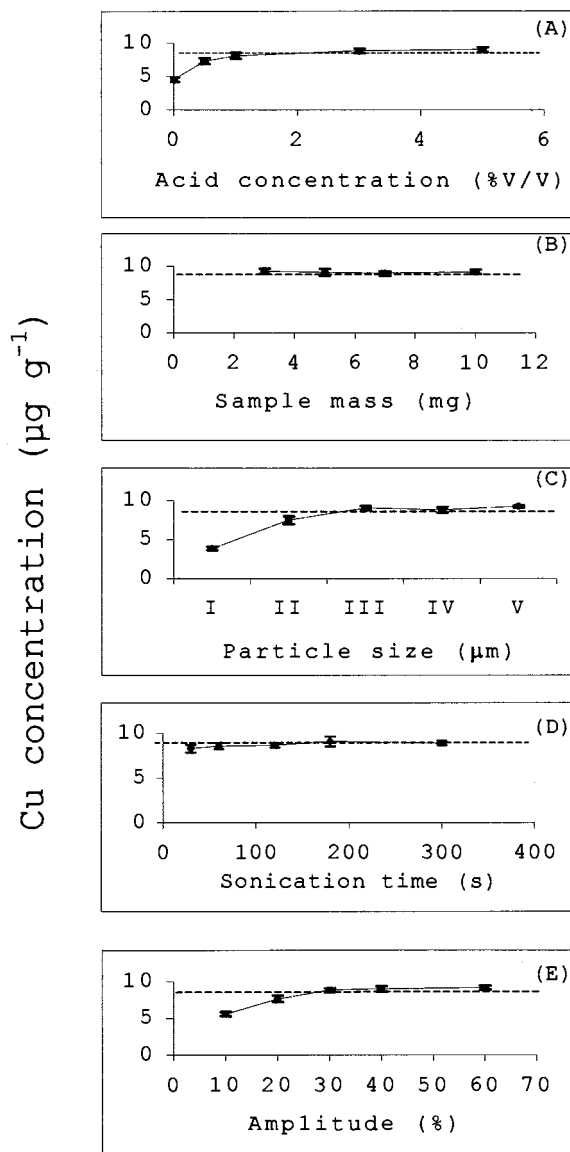 Cu concentration (µg g⁻¹)
(A)
10
5
0
0 2 4 6
Acid concentration (%V/V)
(B)
10
5
0
0 2 4 6 8 10 12
Sample mass (mg)
(C)
10
5
0
I II III IV V
Particle size (µm)
(D)
10
5
0
0 100 200 300 400
Sonication time (s)
(E)
10
5
0
0 10 20 30 40 50 60 70
Amplitude (%)